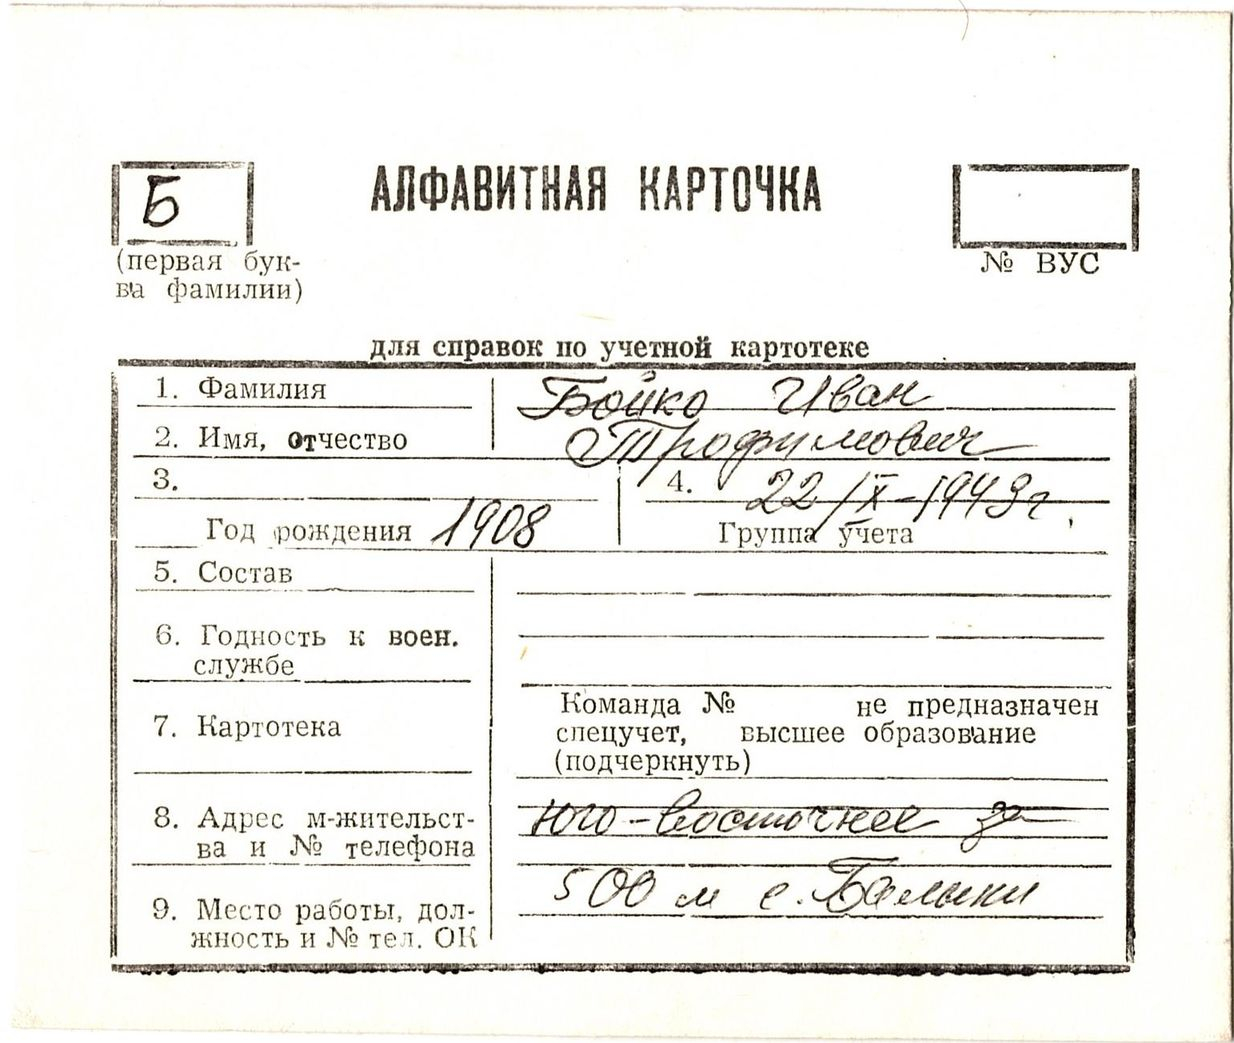 Б
АЛФАВИТНАЯ КАРТОЧКА
(первая бук-
ва фамилии)
№ ВУС
для справок по учетной картотеке
1. Фамилия
Бойко Иван
2. Имя, отчество
Трофимович
3.
Год рождения 1908
4. 22/IX-1943г.
Группа учета
5. Состав
6. Годность к воен.
службе
7. Картотека
Команда № не предназначен
спецучет, высшее образование
(подчеркнуть)
8. Адрес м-жительст-
ва и № телефона
Юго-Восточнее за
500 м с. Балыки
9. Место работы, дол-
жность и № тел. ОК